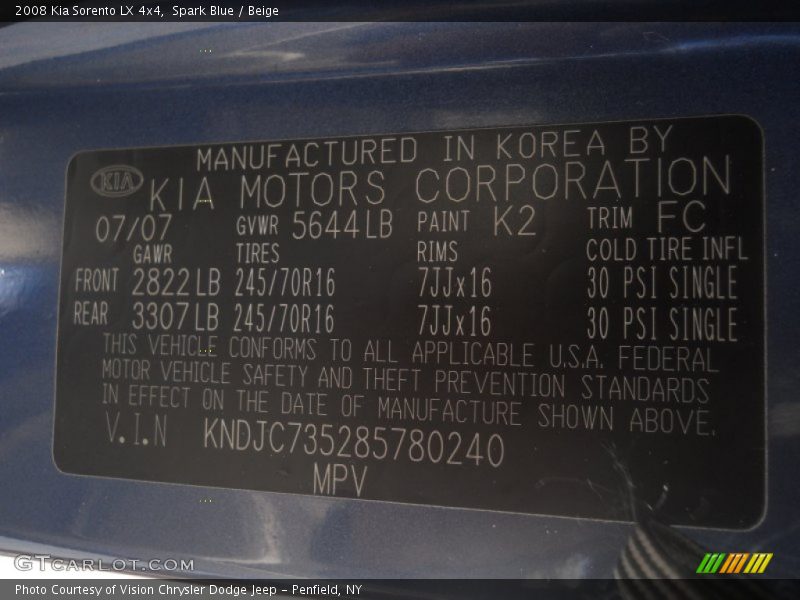 2008 Kia Sorento LX 4x4,  Spark Blue / Beige
MANUFACTURED IN KOREA BY
KIA KIA MOTORS CORPORATION
07/07 GVWR 5644LB PAINT K2 TRIM FC
GAWR TIRES RIMS COLD TIRE INFL
FRONT 2822LB 245/70R16 7JJx16 30 PSI SINGLE
REAR 3307LB 245/70R16 7JJx16 30 PSI SINGLE
THIS VEHICLE CONFORMS TO ALL APPLICABLE U.S.A. FEDERAL
MOTOR VEHICLE SAFETY AND THEFT PREVENTION STANDARDS
IN EFFECT ON THE DATE OF MANUFACTURE SHOWN ABOVE.
V.I.N KNDJC735285780240
MPV
GTCARLOT.COM
Photo Courtesy of Vision Chrysler Dodge Jeep – Penfield, NY